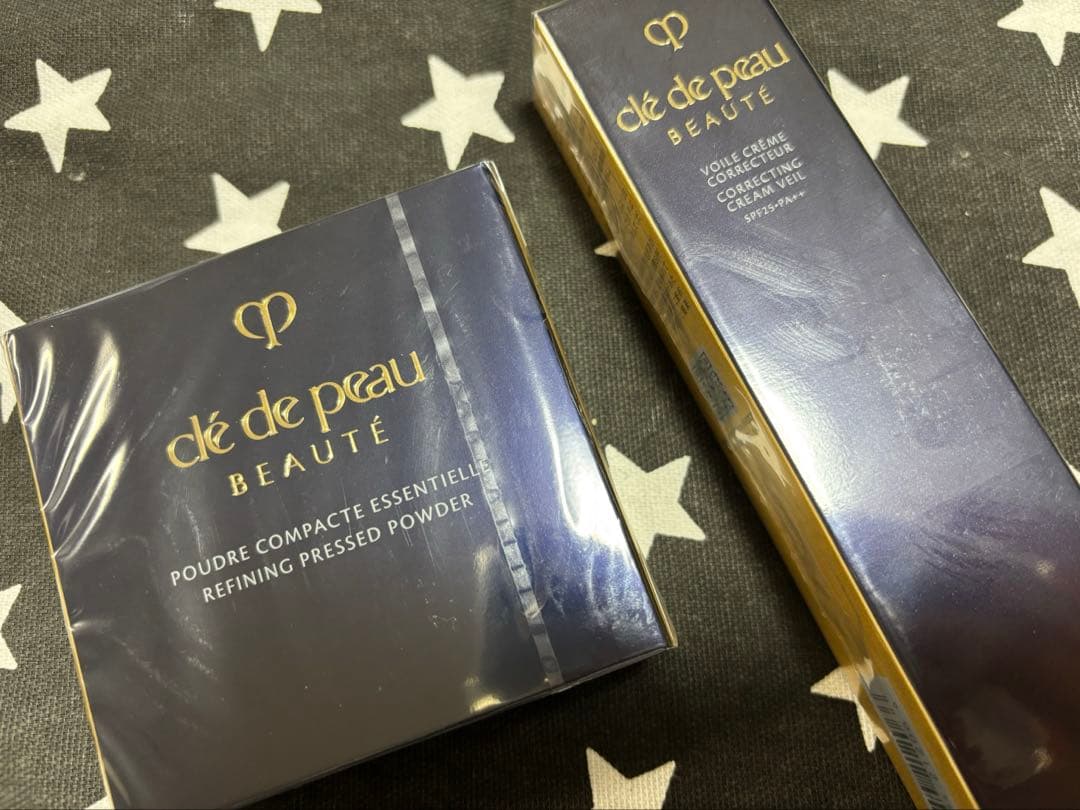 clé de peau
BEAUTÉ
POUDRE COMPACTE ESSENTIELLE
REFINING PRESSED POWDER
clé de peau
BEAUTÉ
VOILE CRÈME
CORRECTEUR
CORRECTING
CREAM VEIL
SPF25•PA++